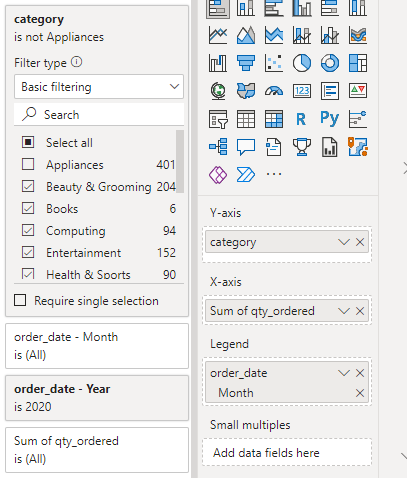 category
is not Appliances
Filter type
Basic filtering
Search
Select all
Appliances 401
Beauty & Grooming 204
Books 6
Computing 94
Entertainment 152
Health & Sports 90
Require single selection
order_date - Month
is (All)
order_date - Year
is 2020
Sum of qty_ordered
is (All)
123
R Py
Y-axis
category
X-axis
Sum of qty_ordered
Legend
order_date
Month
Small multiples
Add data fields here